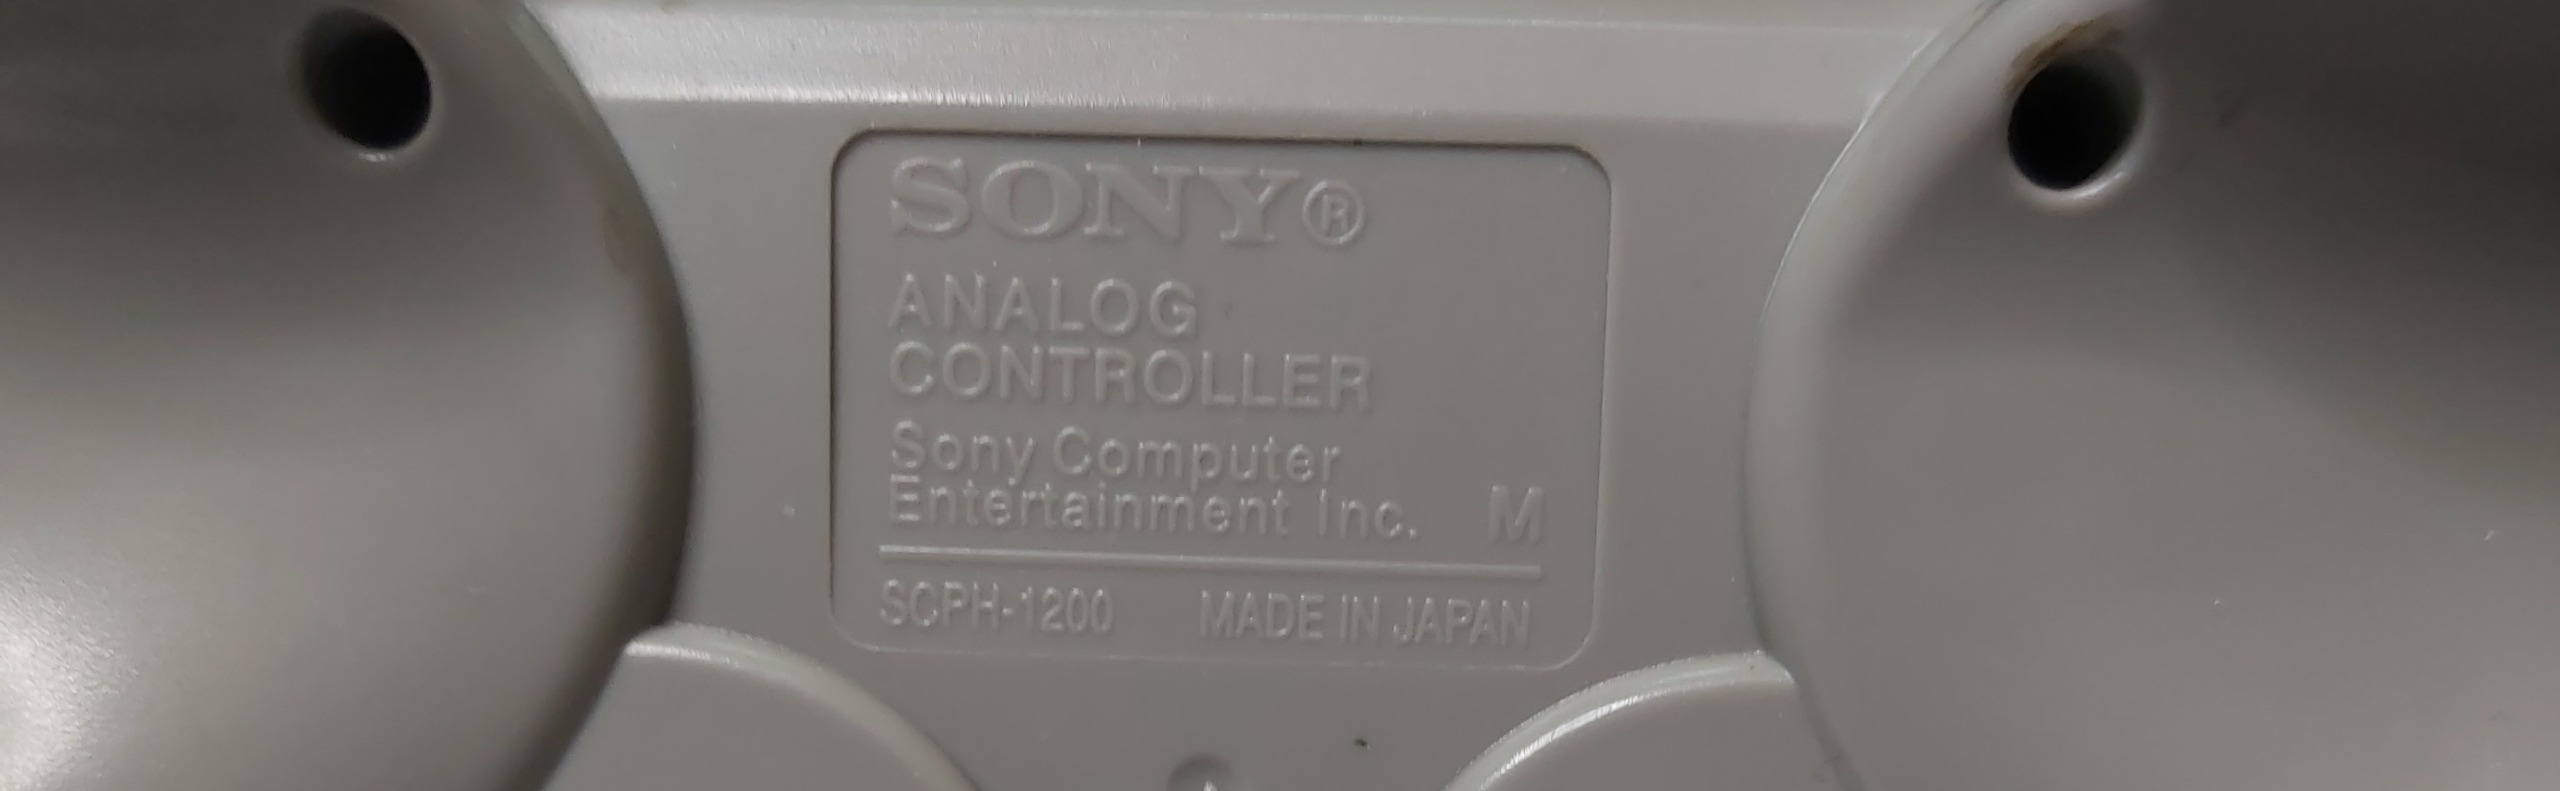 SONY®
ANALOG
CONTROLLER
Sony Computer
Entertainment Inc. M
SCPH-1200 MADE IN JAPAN